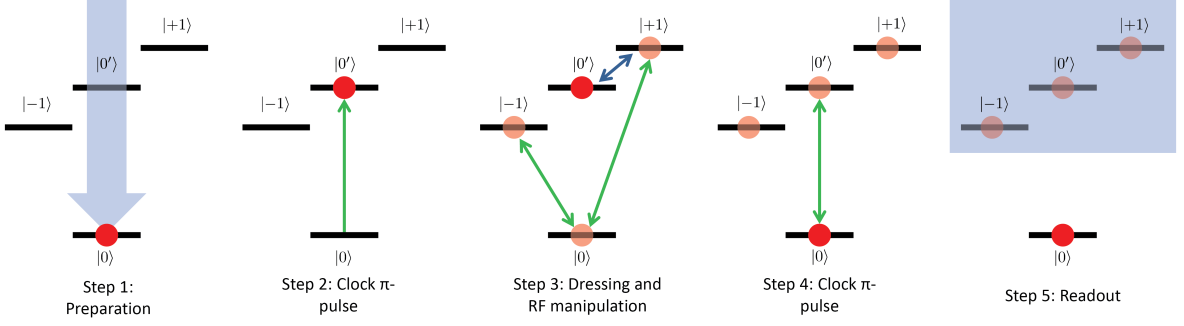 |+1⟩
|0′⟩
|−1⟩
|0⟩
Step 1:
Preparation
|+1⟩
|0′⟩
|−1⟩
|0⟩
Step 2: Clock π-
pulse
|+1⟩
|0′⟩
|−1⟩
|0⟩
Step 3: Dressing and
RF manipulation
|+1⟩
|0′⟩
|−1⟩
|0⟩
Step 4: Clock π-
pulse
|+1⟩
|0′⟩
|−1⟩
|0⟩
Step 5: Readout